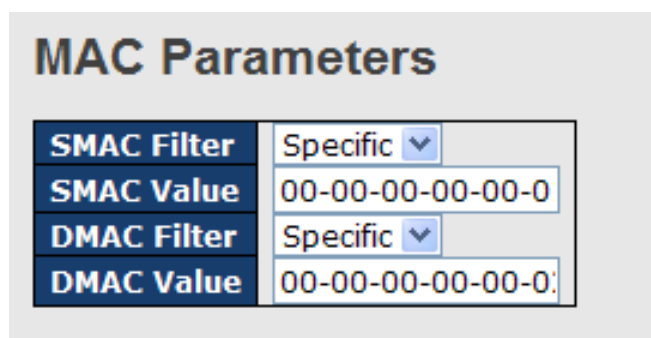 MAC Parameters
SMAC Filter Specific
SMAC Value 00-00-00-00-00-0
DMAC Filter Specific
DMAC Value 00-00-00-00-00-0